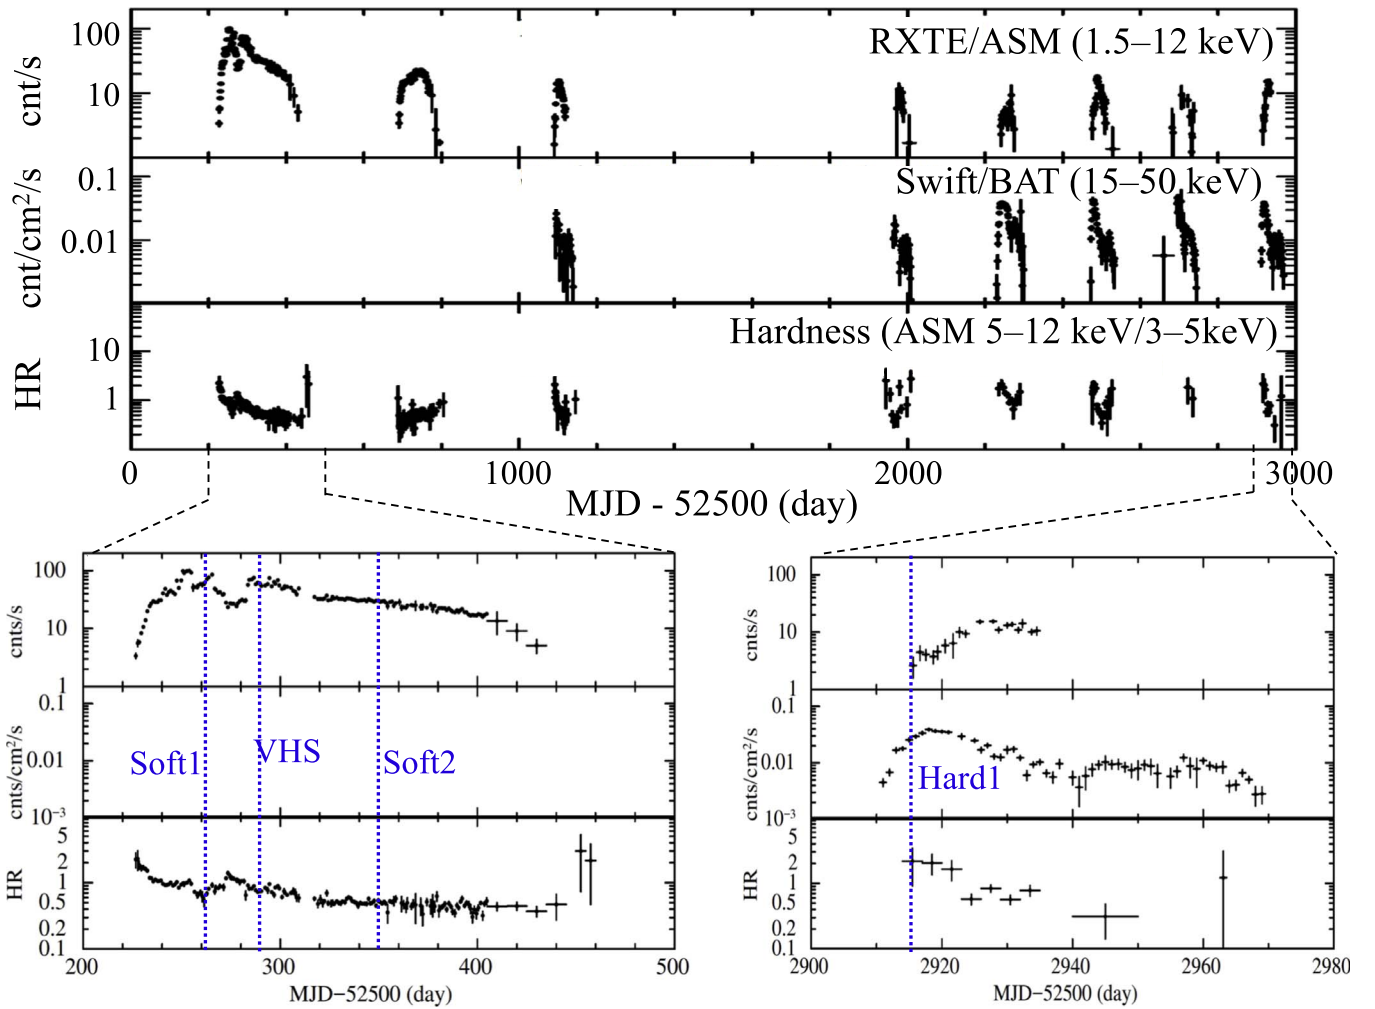 RXTE/ASM (1.5–12 keV)
100
10
cnt/s
Swift/BAT (15–50 keV)
0.1
0.01
cnt/cm²/s
Hardness (ASM 5–12 keV/3–5keV)
10
1
HR
0 1000 2000 3000
MJD - 52500 (day)
100
10
1
cnts/s
0.1
0.01
10⁻³
cnts/cm²/s
Soft1 VHS Soft2
5
2
1
0.5
0.2
0.1
HR
200 300 400 500
MJD−52500 (day)
100
10
1
cnts/s
0.1
0.01
10⁻³
cnts/cm²/s
Hard1
5
2
1
0.5
0.2
0.1
HR
2900 2920 2940 2960 2980
MJD−52500 (day)